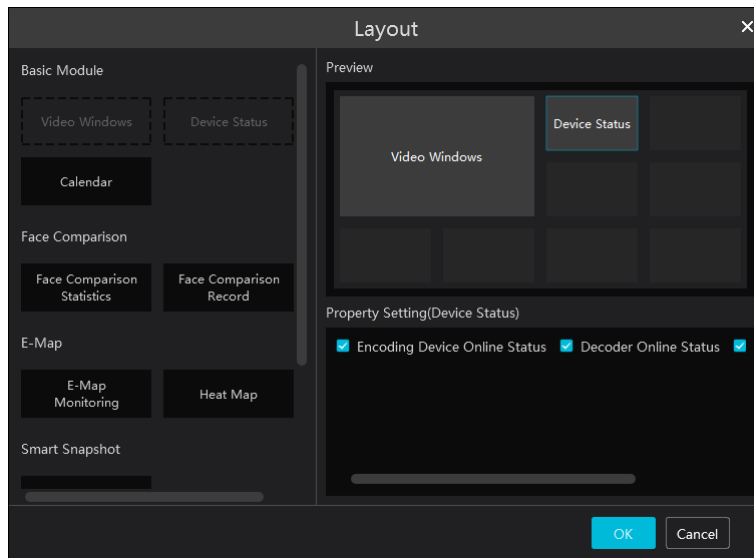 Layout
Basic Module
Video Windows
Device Status
Calendar
Face Comparison
Face Comparison
Statistics
Face Comparison
Record
E-Map
E-Map
Monitoring
Heat Map
Smart Snapshot
Preview
Video Windows
Device Status
Property Setting(Device Status)
Encoding Device Online Status
Decoder Online Status
OK
Cancel